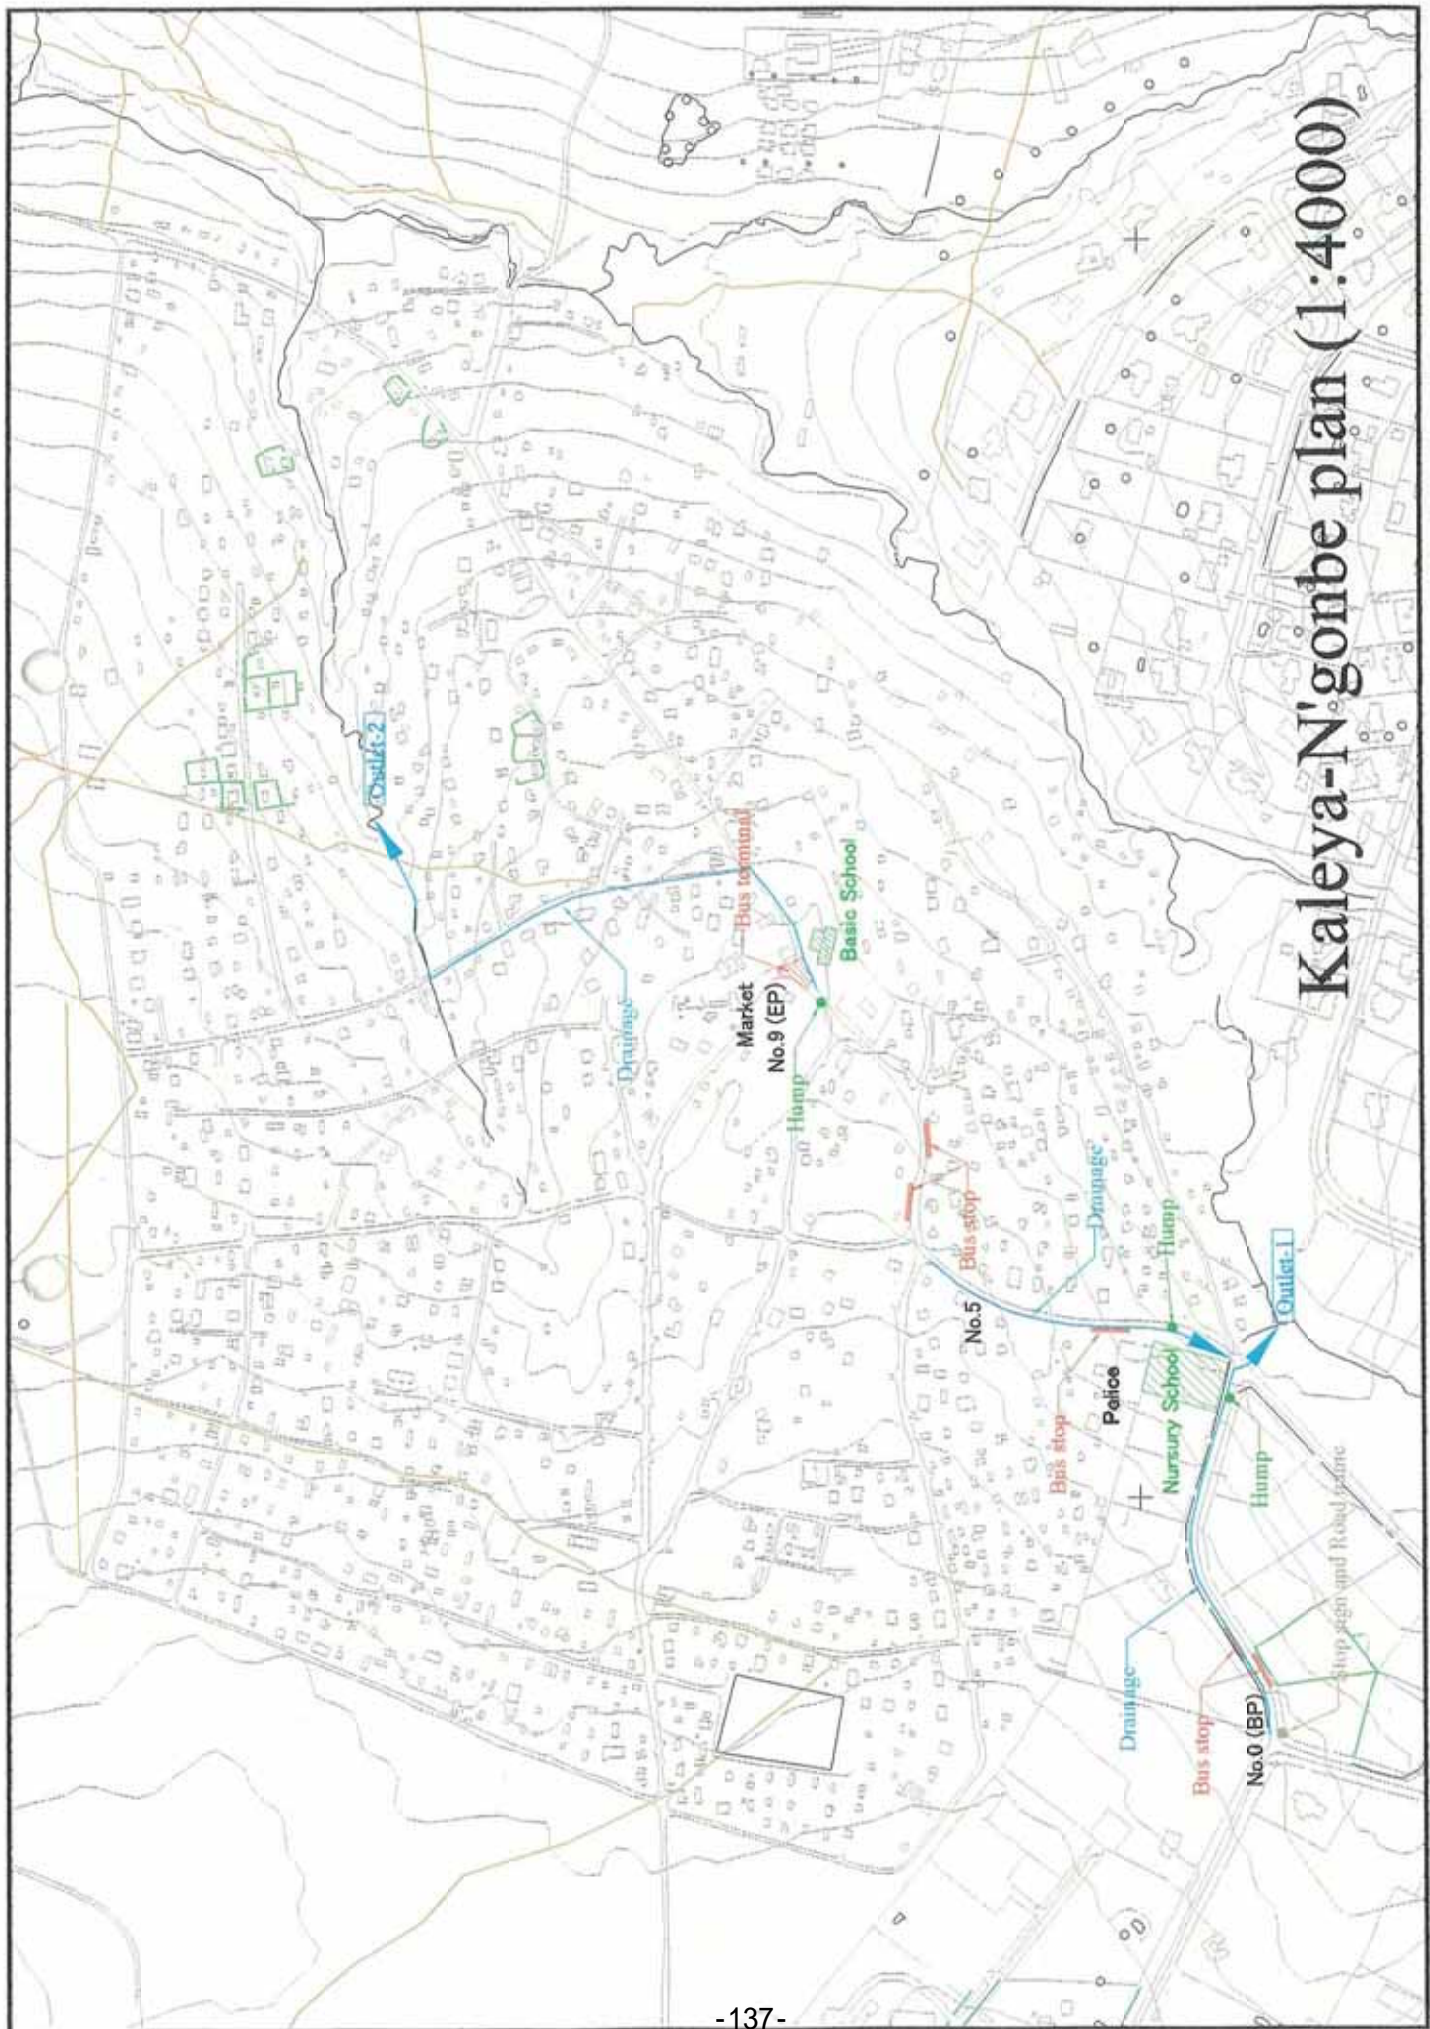 Kaleya-N'gonbe plan (1:4000)
Outlet-2
Bus terminal
Basic School
Market
No.9 (EP)
Drainage
Hump
Bus stop
Drainage
Hump
Outlet-1
No.5
Police
Bus stop
Nursury School
Hump
Stop sign and Road mine
Drainage
Bus stop
No.0 (BP)
-137-